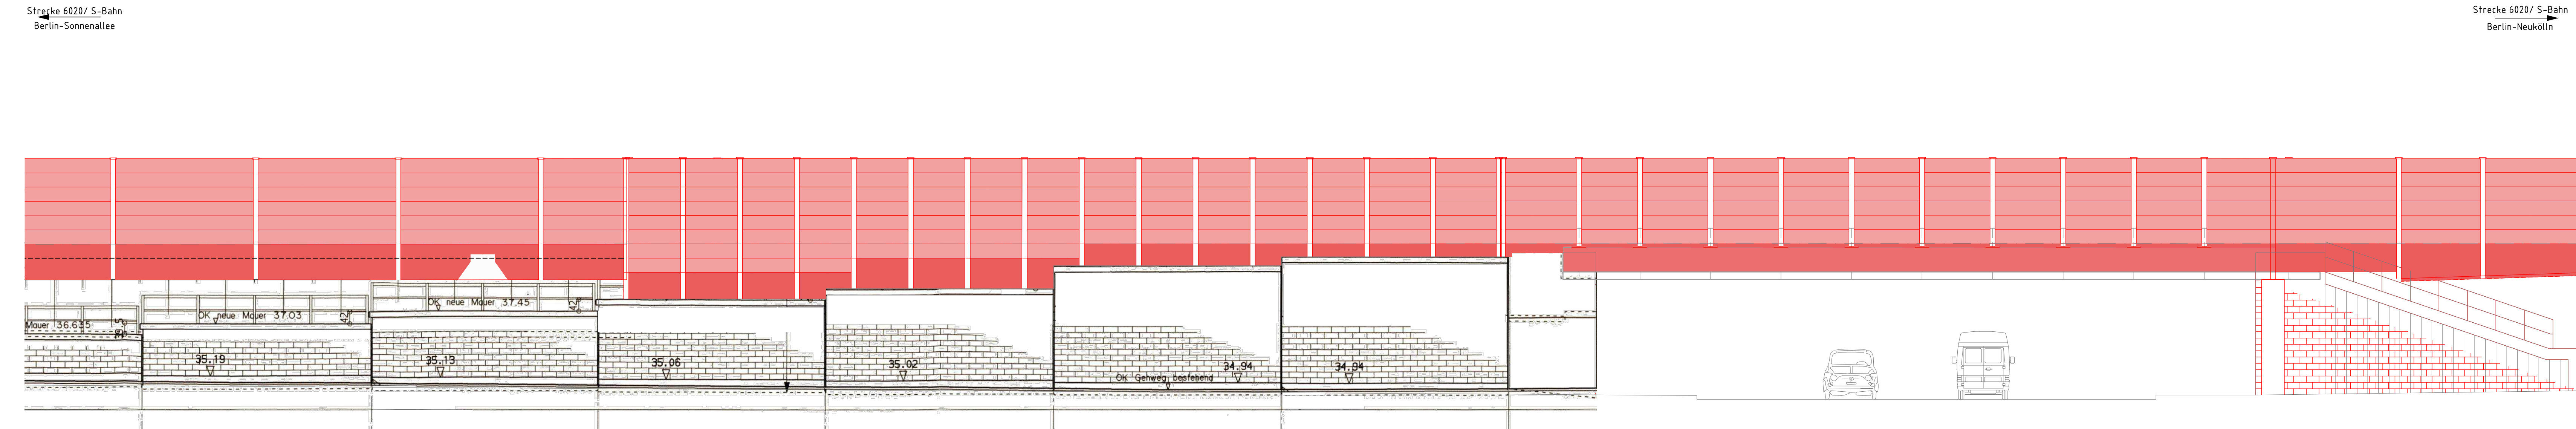 Strecke 6020/ S-Bahn
Berlin-Sonnenallee
Strecke 6020/ S-Bahn
Berlin-Neukölln
OK neue Mauer 37.45
42
OK neue Mauer 37.03
42
Mauer 36.635
35.19
35.13
35.06
35.02
34.94
34.94
OK Gehweg bestehend